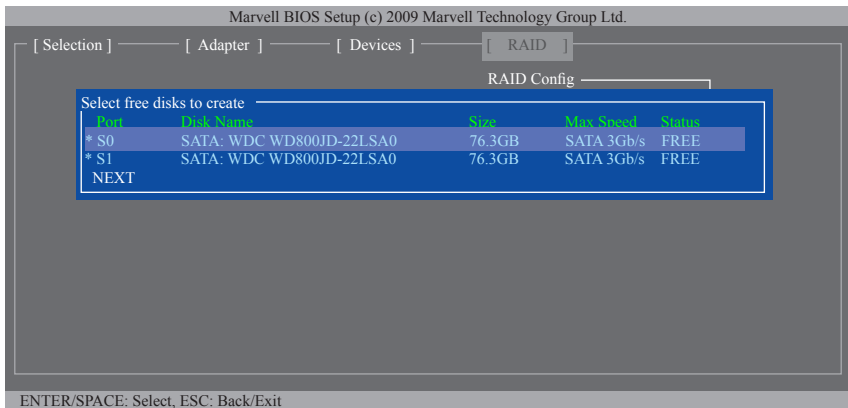 Marvell BIOS Setup (c) 2009 Marvell Technology Group Ltd.
[ Selection ] [ Adapter ] [ Devices ] [ RAID ]
RAID Config
Select free disks to create
Port Disk Name Size Max Speed Status
* S0 SATA: WDC WD800JD-22LSA0 76.3GB SATA 3Gb/s FREE
* S1 SATA: WDC WD800JD-22LSA0 76.3GB SATA 3Gb/s FREE
NEXT
ENTER/SPACE: Select, ESC: Back/Exit